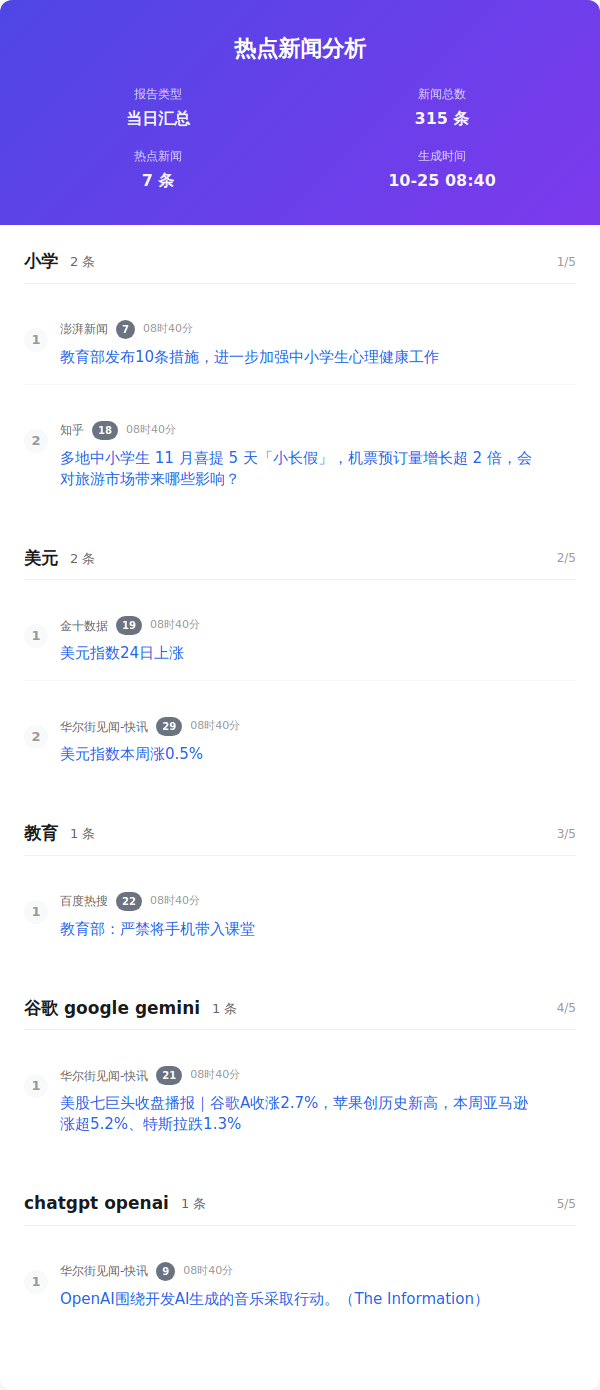 热点新闻分析
报告类型
新闻总数
当日汇总
315 条
热点新闻
生成时间
7 条
10-25 08:40
小学 2 条 1/5
1 澎湃新闻 7 08时40分
教育部发布10条措施，进一步加强中小学生心理健康工作
2 知乎 18 08时40分
多地中小学生 11 月喜提 5 天「小长假」，机票预订量增长超 2 倍，会
对旅游市场带来哪些影响？
美元 2 条 2/5
1 金十数据 19 08时40分
美元指数24日上涨
2 华尔街见闻-快讯 29 08时40分
美元指数本周涨0.5%
教育 1 条 3/5
1 百度热搜 22 08时40分
教育部：严禁将手机带入课堂
谷歌 google gemini 1 条 4/5
1 华尔街见闻-快讯 21 08时40分
美股七巨头收盘播报｜谷歌A收涨2.7%，苹果创历史新高，本周亚马逊
涨超5.2%、特斯拉跌1.3%
chatgpt openai 1 条 5/5
1 华尔街见闻-快讯 9 08时40分
OpenAI围绕开发AI生成的音乐采取行动。（The Information）